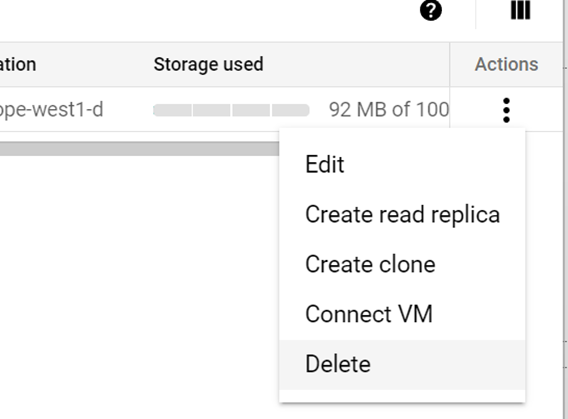 ation Storage used Actions
ope-west1-d 92 MB of 100
Edit
Create read replica
Create clone
Connect VM
Delete